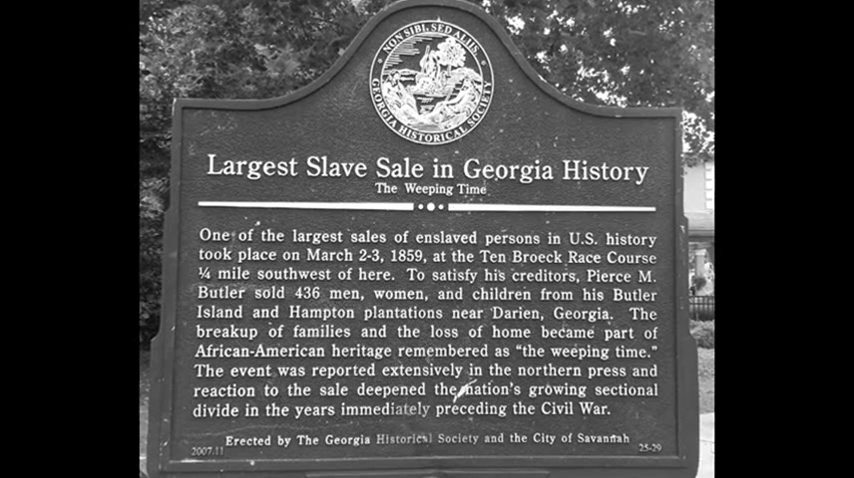 NON SIBI, SED ALIIS.
GEORGIA HISTORICAL SOCIETY
Largest Slave Sale in Georgia History
The Weeping Time
One of the largest sales of enslaved persons in U.S. history
took place on March 2-3, 1859, at the Ten Broeck Race Course
¼ mile southwest of here. To satisfy his creditors, Pierce M.
Butler sold 436 men, women, and children from his Butler
Island and Hampton plantations near Darien, Georgia. The
breakup of families and the loss of home became part of
African-American heritage remembered as "the weeping time."
The event was reported extensively in the northern press and
reaction to the sale deepened the nation's growing sectional
divide in the years immediately preceding the Civil War.
Erected by The Georgia Historical Society and the City of Savannah
2007.11 25-29